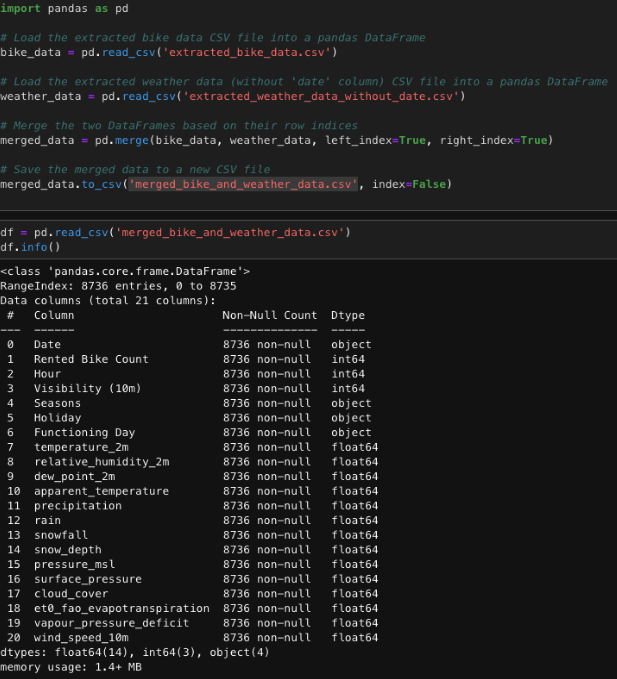 import pandas as pd
# Load the extracted bike data CSV file into a pandas DataFrame
bike_data = pd.read_csv('extracted_bike_data.csv')
# Load the extracted weather data (without 'date' column) CSV file into a pandas DataFrame
weather_data = pd.read_csv('extracted_weather_data_without_date.csv')
# Merge the two DataFrames based on their row indices
merged_data = pd.merge(bike_data, weather_data, left_index=True, right_index=True)
# Save the merged data to a new CSV file
merged_data.to_csv('merged_bike_and_weather_data.csv', index=False)
df = pd.read_csv('merged_bike_and_weather_data.csv')
df.info()
<class 'pandas.core.frame.DataFrame'>
RangeIndex: 8736 entries, 0 to 8735
Data columns (total 21 columns):
 #   Column                      Non-Null Count  Dtype
---  ------                      --------------  -----
 0   Date                        8736 non-null   object
 1   Rented Bike Count           8736 non-null   int64
 2   Hour                        8736 non-null   int64
 3   Visibility (10m)            8736 non-null   int64
 4   Seasons                     8736 non-null   object
 5   Holiday                     8736 non-null   object
 6   Functioning Day             8736 non-null   object
 7   temperature_2m              8736 non-null   float64
 8   relative_humidity_2m        8736 non-null   float64
 9   dew_point_2m                8736 non-null   float64
 10  apparent_temperature        8736 non-null   float64
 11  precipitation               8736 non-null   float64
 12  rain                        8736 non-null   float64
 13  snowfall                    8736 non-null   float64
 14  snow_depth                  8736 non-null   float64
 15  pressure_msl                8736 non-null   float64
 16  surface_pressure            8736 non-null   float64
 17  cloud_cover                 8736 non-null   float64
 18  et0_fao_evapotranspiration  8736 non-null   float64
 19  vapour_pressure_deficit     8736 non-null   float64
 20  wind_speed_10m              8736 non-null   float64
dtypes: float64(14), int64(3), object(4)
memory usage: 1.4+ MB